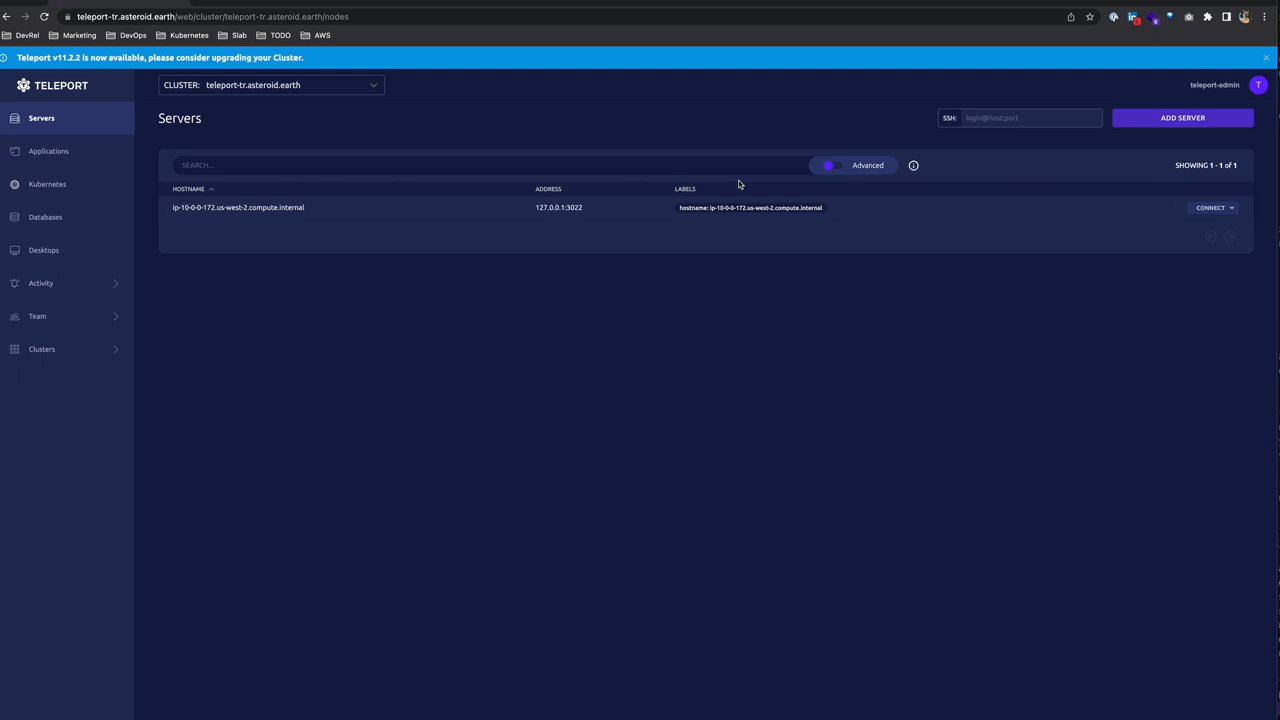 teleport-tr.asteroid.earth/web/cluster/teleport-tr.asteroid.earth/nodes
DevRel Marketing DevOps Kubernetes Slab TODO AWS
Teleport v11.2.2 is now available, please consider upgrading your Cluster.
TELEPORT
CLUSTER: teleport-tr.asteroid.earth
teleport-admin T
Servers
Servers
SSH: login@host:port
ADD SERVER
Applications
SEARCH...
Advanced
SHOWING 1 - 1 of 1
Kubernetes
HOSTNAME ADDRESS LABELS
ip-10-0-0-172.us-west-2.compute.internal 127.0.0.1:3022 hostname: ip-10-0-0-172.us-west-2.compute.internal CONNECT
Databases
Desktops
Activity
Team
Clusters